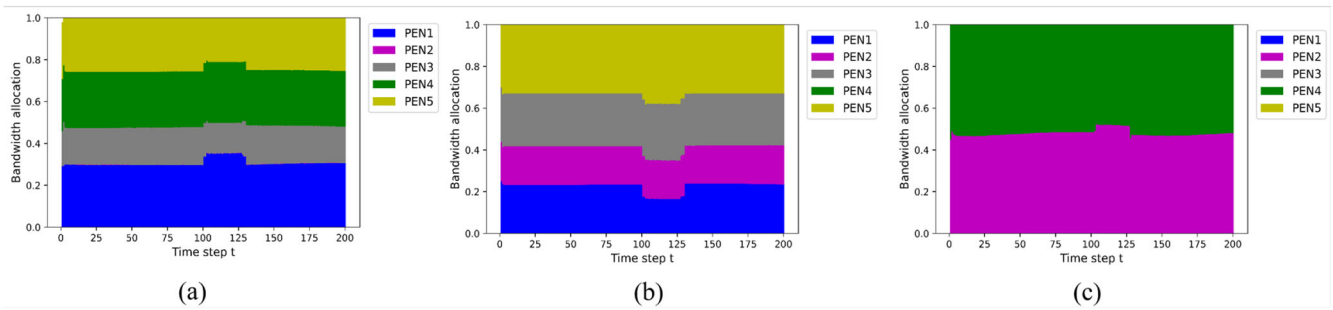 1.0
0.8
0.6
0.4
0.2
0.0
Bandwidth allocation
0 25 50 75 100 125 150 175 200
Time step t
PEN1
PEN2
PEN3
PEN4
PEN5
(a)
1.0
0.8
0.6
0.4
0.2
0.0
Bandwidth allocation
0 25 50 75 100 125 150 175 200
Time step t
PEN1
PEN2
PEN3
PEN4
PEN5
(b)
1.0
0.8
0.6
0.4
0.2
0.0
Bandwidth allocation
0 25 50 75 100 125 150 175 200
Time step t
PEN1
PEN2
PEN3
PEN4
PEN5
(c)